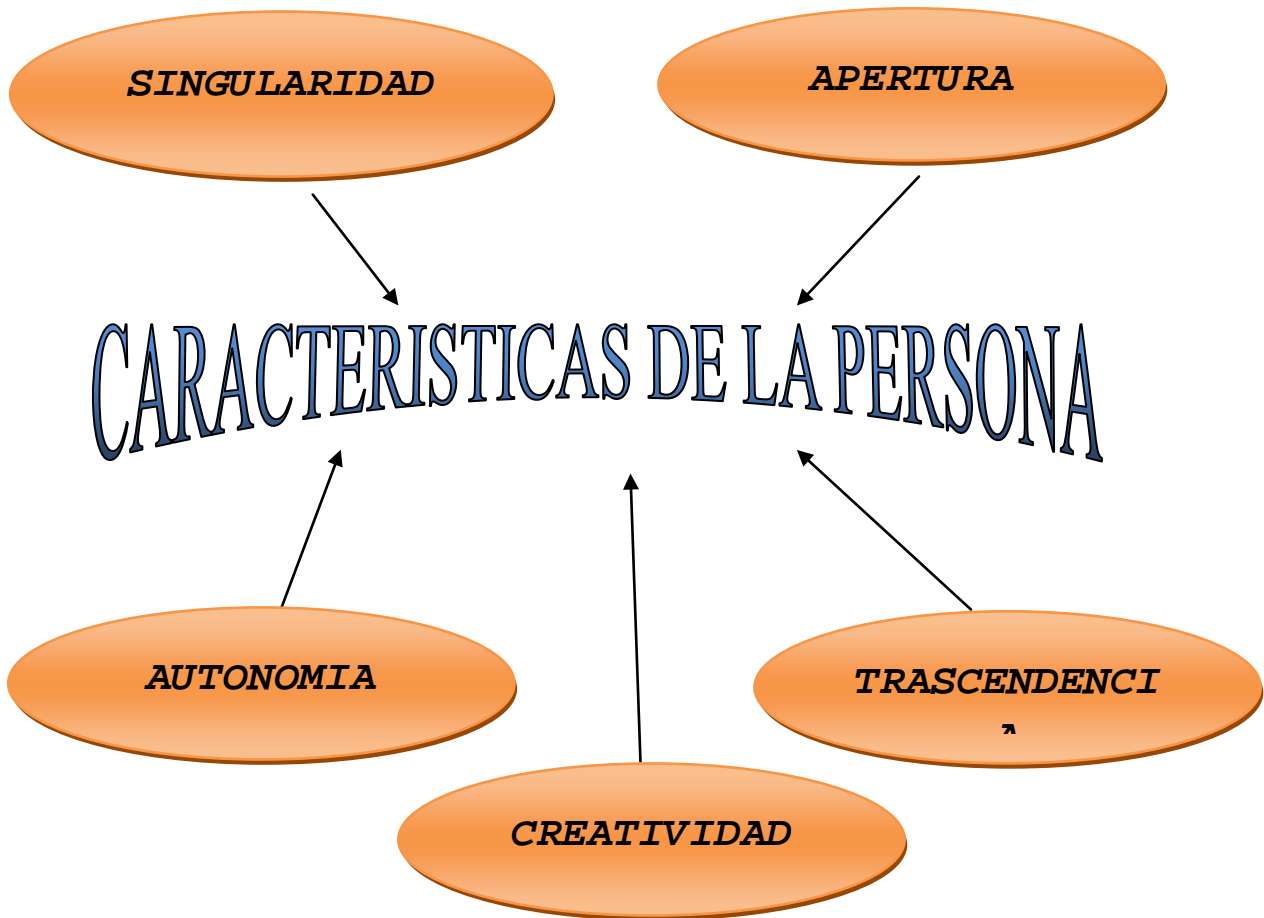 SINGULARIDAD
APERTURA
CARACTERISTICAS DE LA PERSONA
AUTONOMIA
TRASCENDENCI
A
CREATIVIDAD